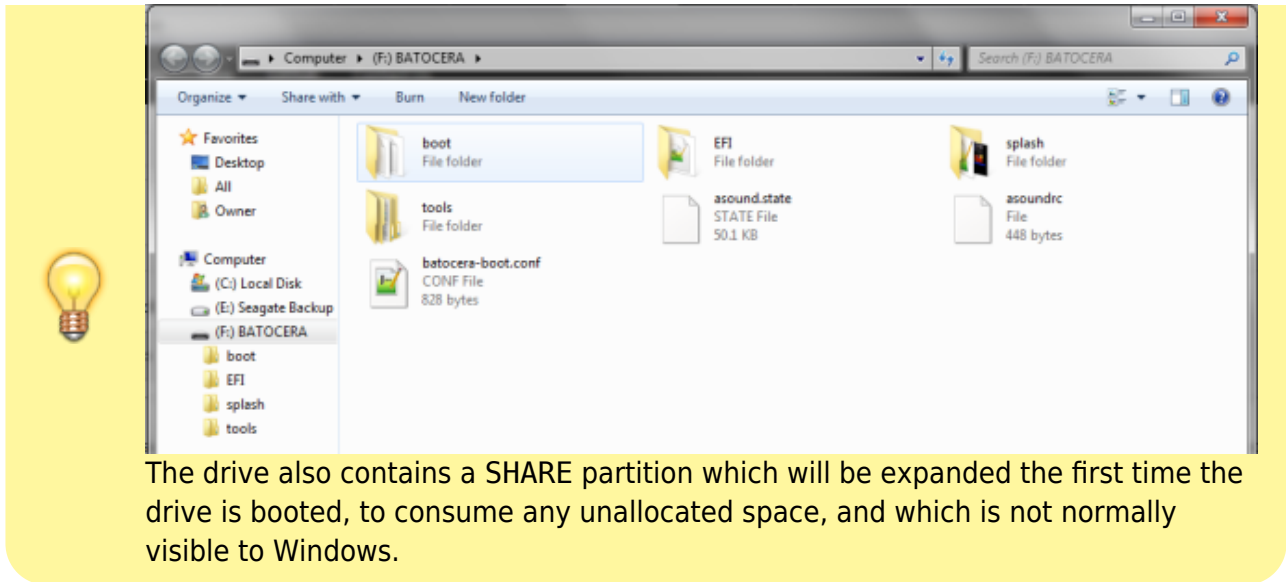 Computer ▸ (F:) BATOCERA ▸
Search (F:) BATOCERA
Organize Share with Burn New folder
Favorites
Desktop
All
Owner
Computer
(C:) Local Disk
(E:) Seagate Backup
(F:) BATOCERA
boot
EFI
splash
tools
boot
File folder
EFI
File folder
splash
File folder
tools
File folder
asound.state
STATE File
50.1 KB
asoundrc
File
448 bytes
batocera-boot.conf
CONF File
828 bytes
The drive also contains a SHARE partition which will be expanded the first time the
drive is booted, to consume any unallocated space, and which is not normally
visible to Windows.